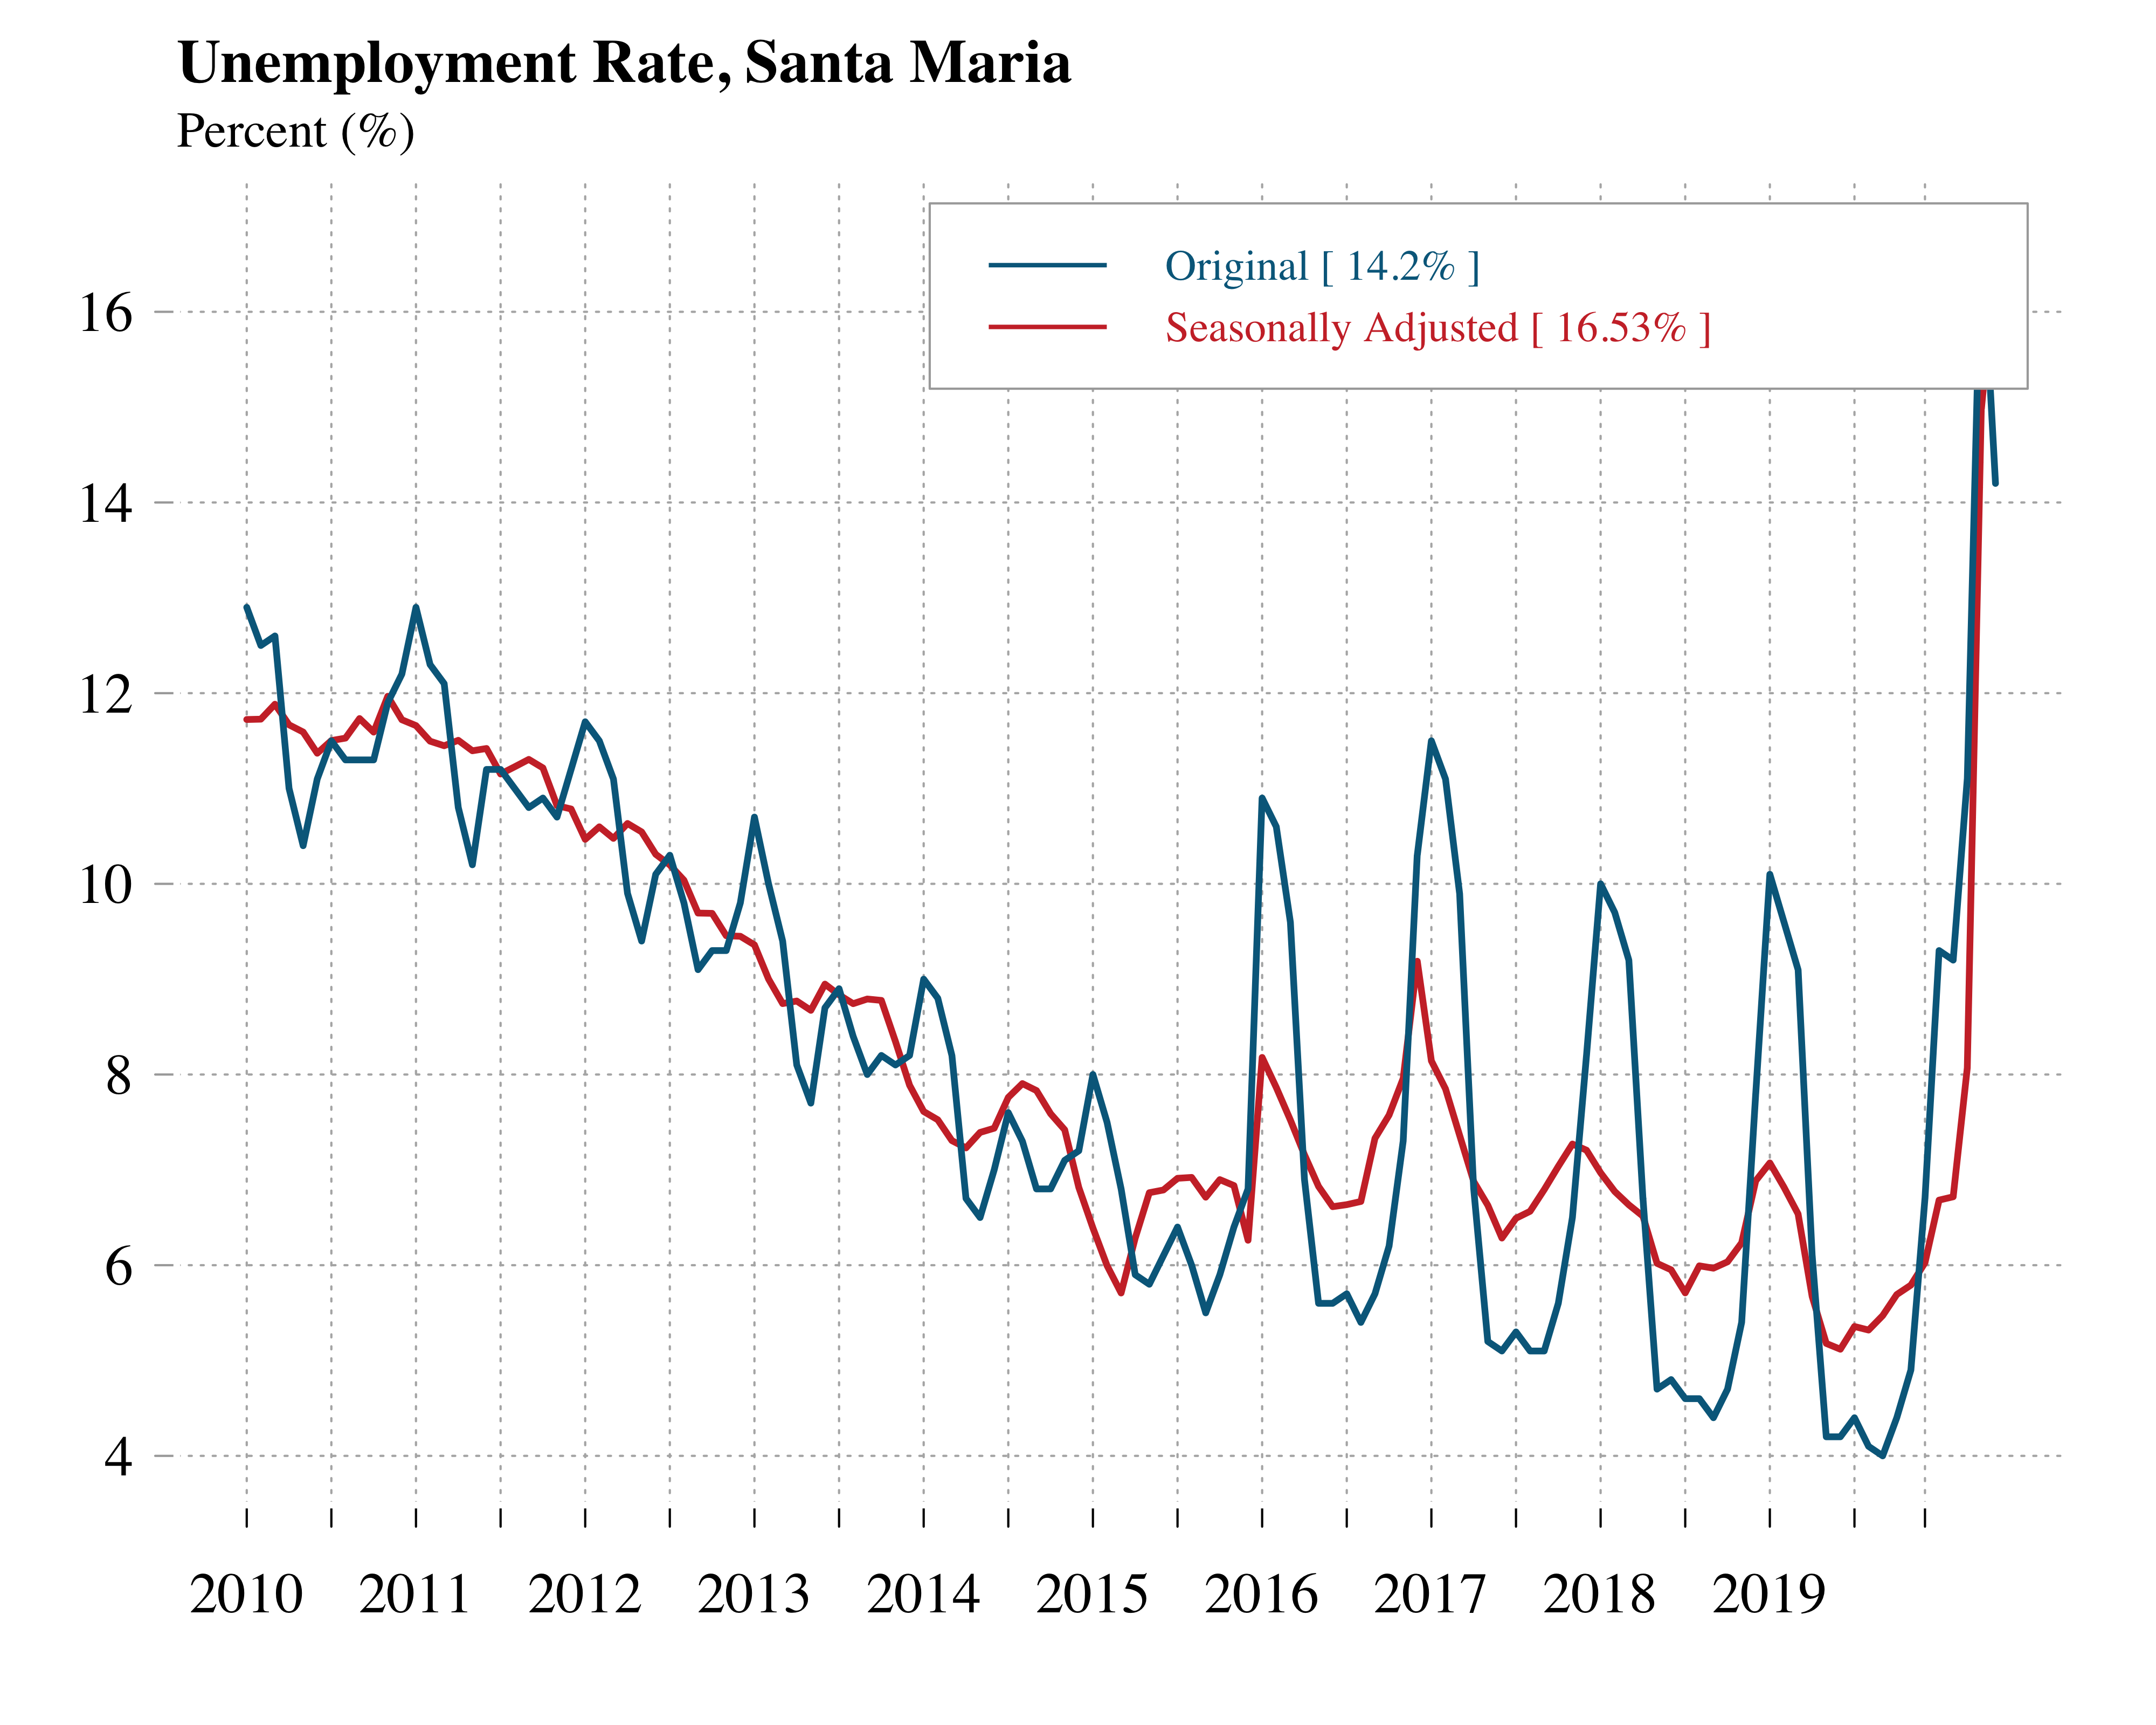 Unemployment Rate, Santa Maria
Percent (%)
Original [ 14.2% ]
Seasonally Adjusted [ 16.53% ]
16
14
12
10
8
6
4
2010 2011 2012 2013 2014 2015 2016 2017 2018 2019